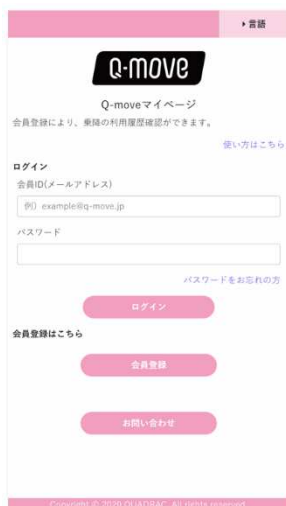 ▶言語
Q-move
Q-moveマイページ
会員登録により、乗降の利用履歴確認ができます。
使い方はこちら
ログイン
会員ID(メールアドレス)
例) example@q-move.jp
パスワード
パスワードをお忘れの方
ログイン
会員登録はこちら
会員登録
お問い合わせ
Copyright © 2020 QUADRAC. All rights reserved.